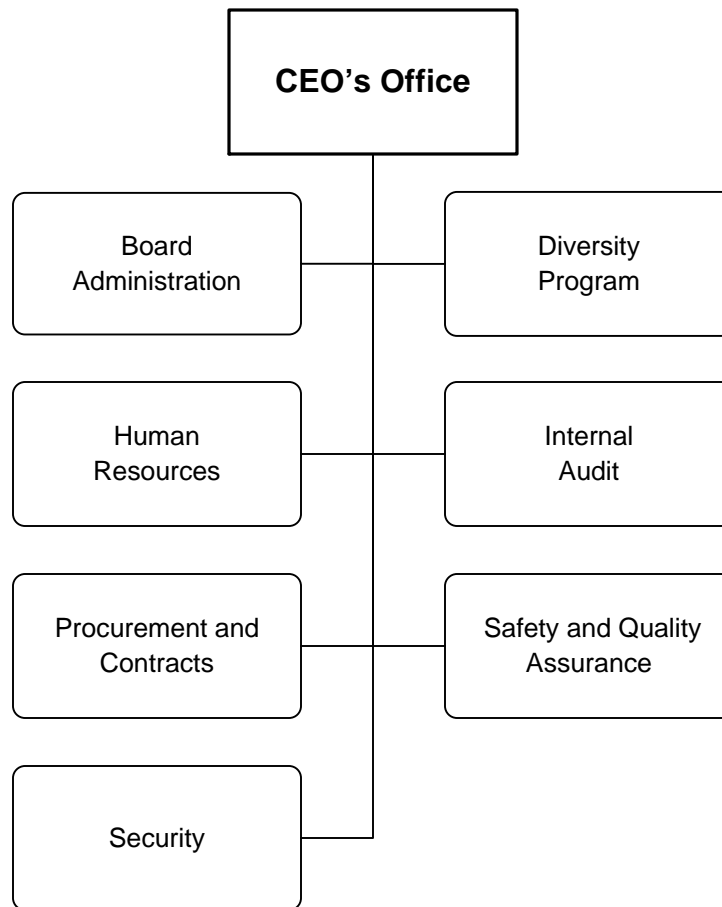 CEO’s Office
Board
Administration
Diversity
Program
Human
Resources
Internal
Audit
Procurement and
Contracts
Safety and Quality
Assurance
Security